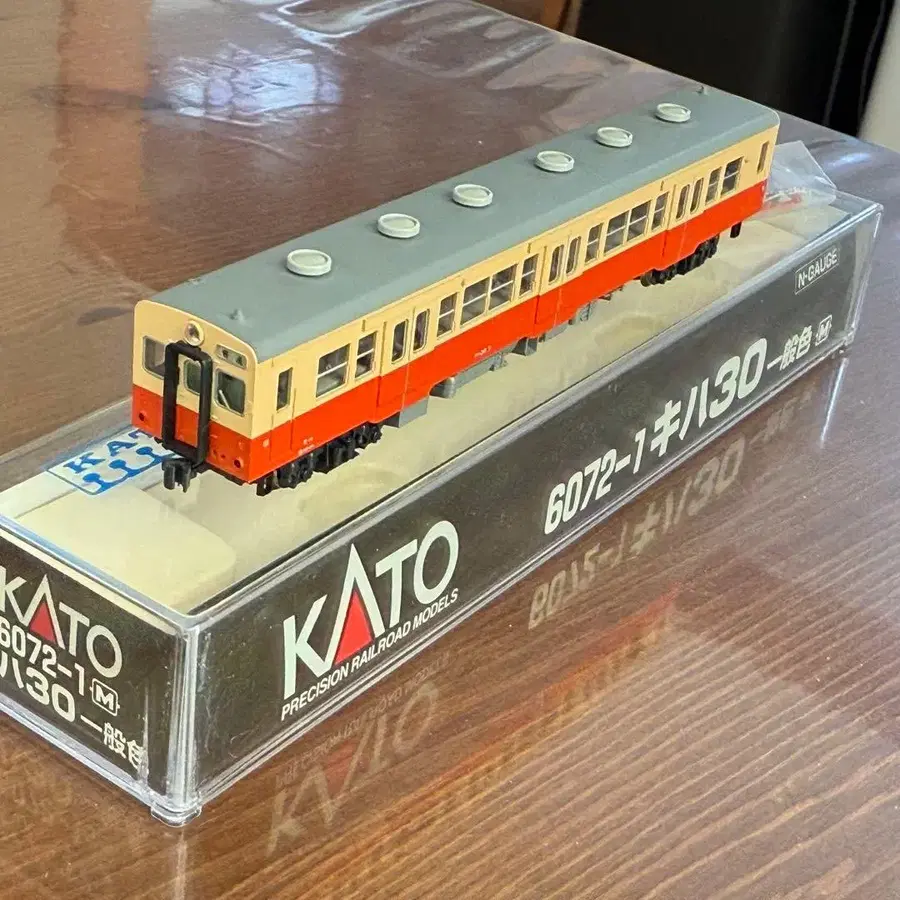 N-GAUGE
6072-1 キハ30 一般色 M
KATO
PRECISION RAILROAD MODELS
KATO
6072-1 M
ハ30 一般色
KAT